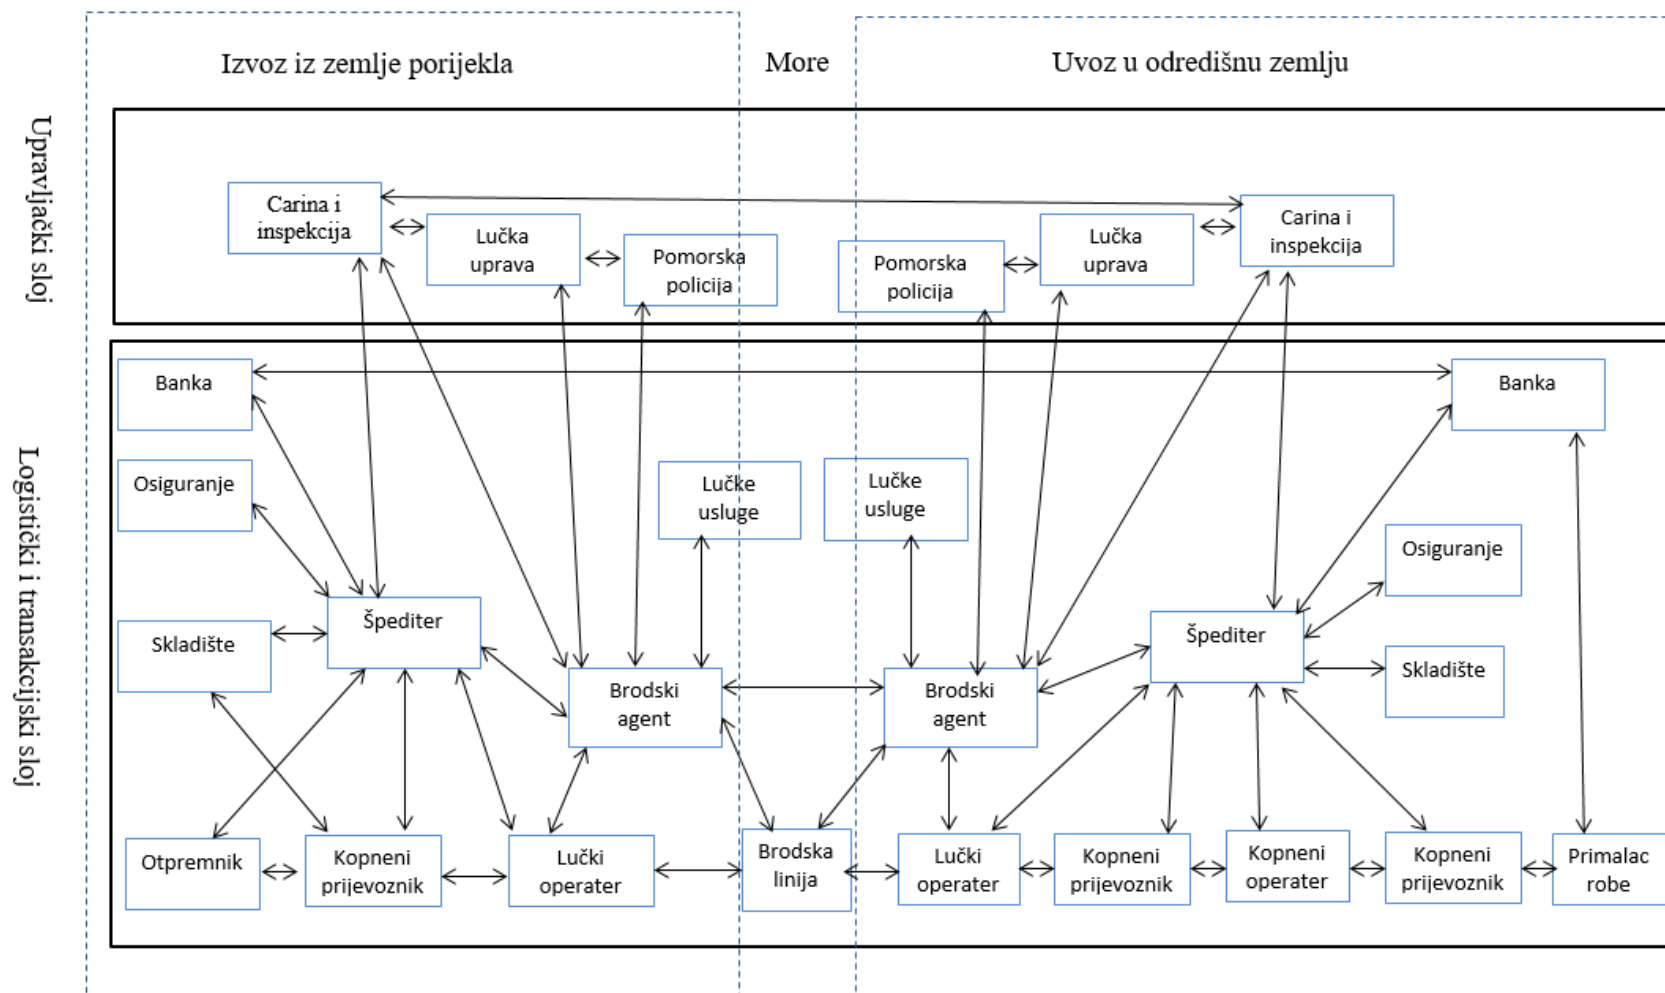 Izvoz iz zemlje porijekla
More
Uvoz u odredišnu zemlju
Upravljački sloj
Carina i
inspekcija
Lučka
uprava
Pomorska
policija
Pomorska
policija
Lučka
uprava
Carina i
inspekcija
Logistički i transakcijski sloj
Banka
Banka
Osiguranje
Lučke
usluge
Lučke
usluge
Osiguranje
Skladište
Špediter
Brodski
agent
Brodski
agent
Špediter
Skladište
Otpremnik
Kopneni
prijevoznik
Lučki
operater
Brodska
linija
Lučki
operater
Kopneni
prijevoznik
Kopneni
operater
Kopneni
prijevoznik
Primalac
robe